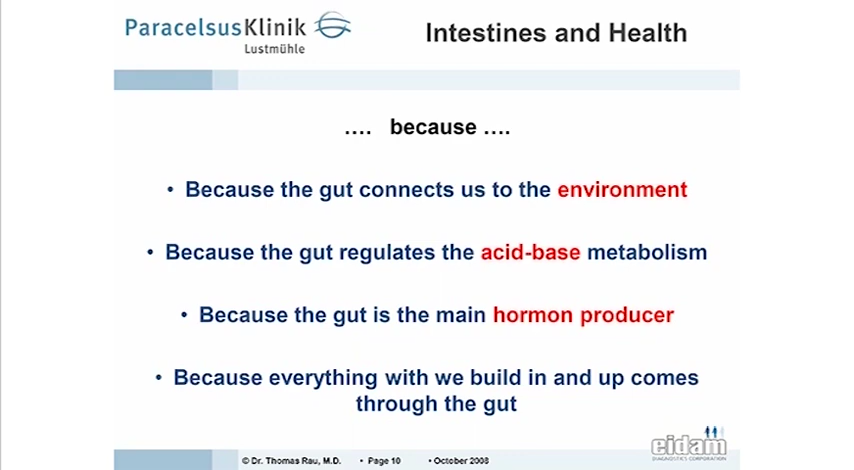 ParacelsusKlinik
Lustmühle
Intestines and Health
.... because ....
• Because the gut connects us to the environment
• Because the gut regulates the acid-base metabolism
• Because the gut is the main hormon producer
• Because everything with we build in and up comes
through the gut
eidam
DIAGNOSTICS CORPORATION
© Dr. Thomas Rau, M.D. • Page 10 • October 2008